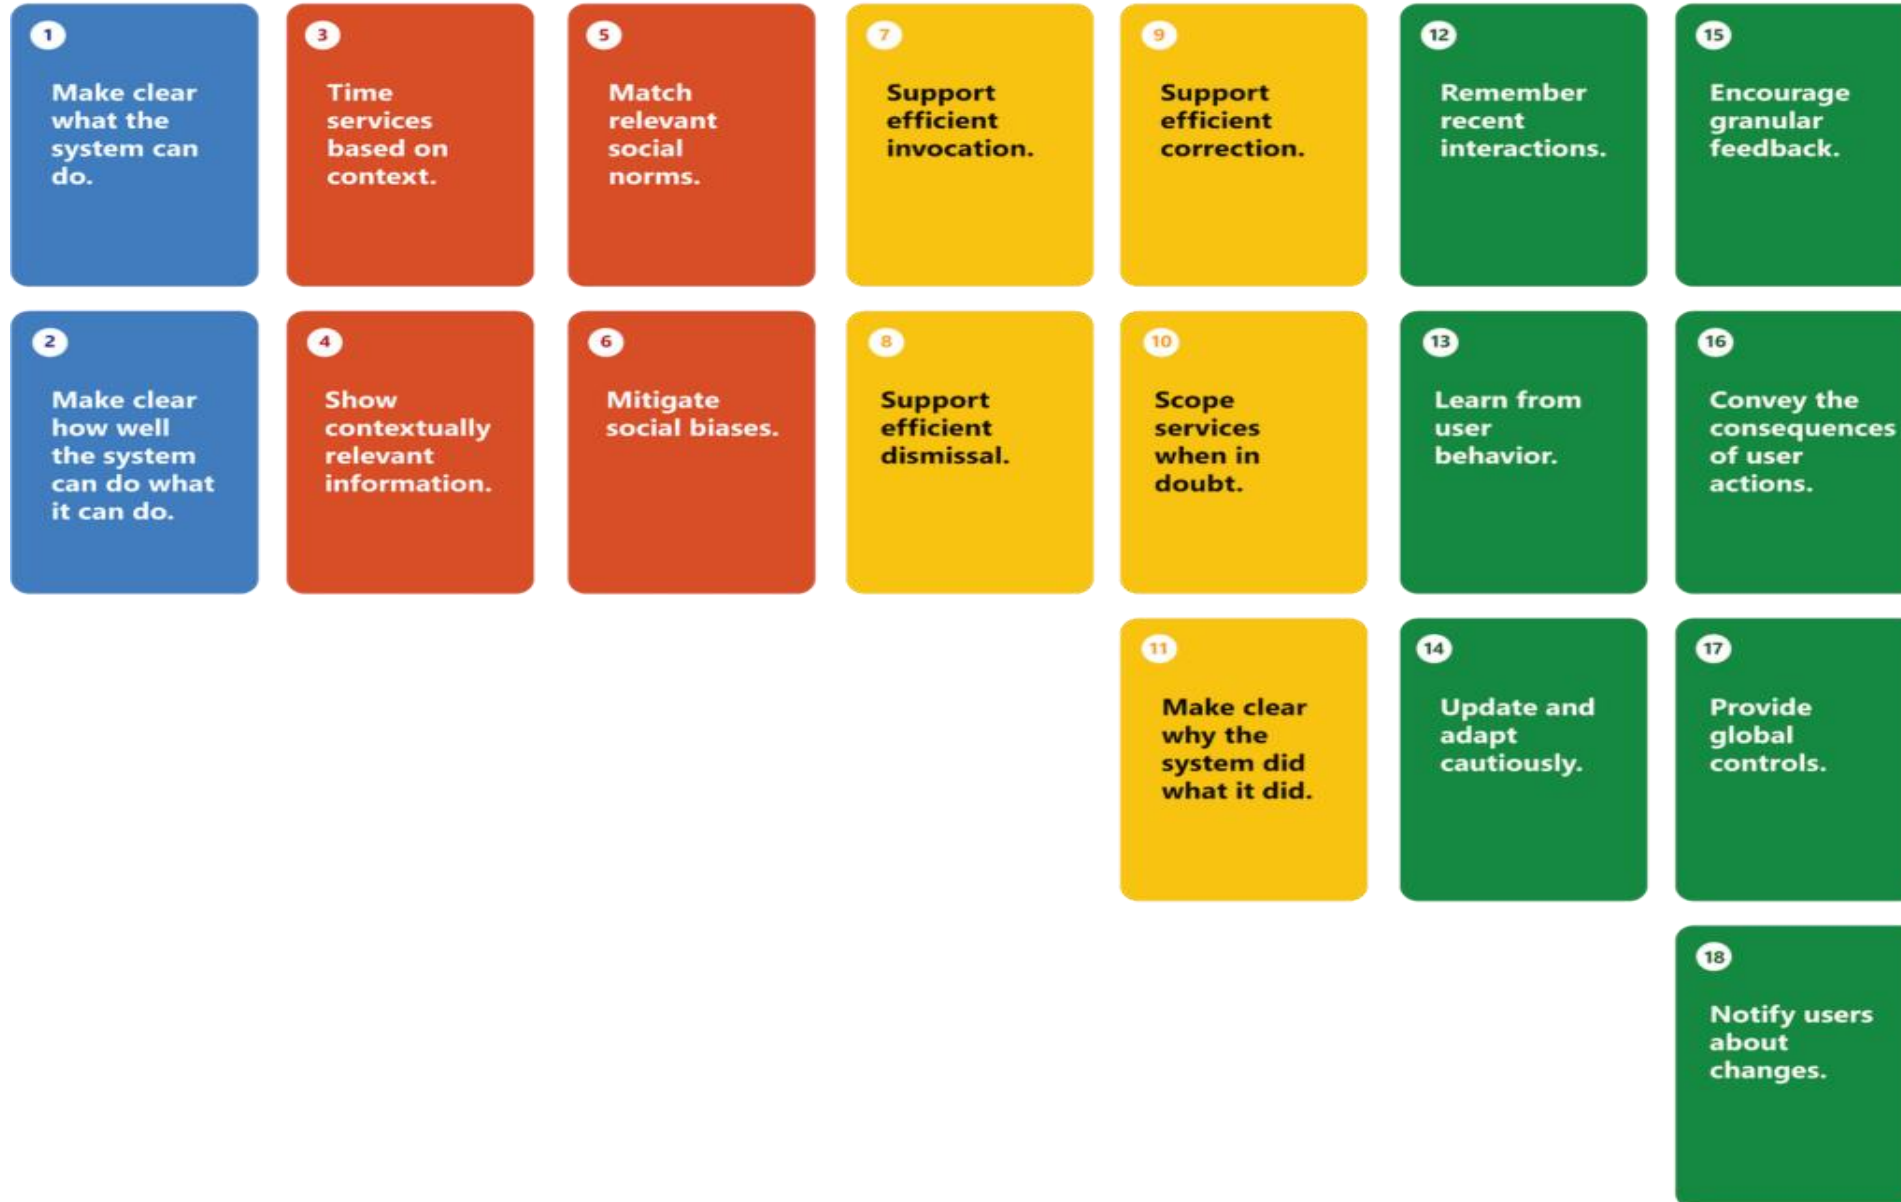 1
Make clear
what the
system can
do.
2
Make clear
how well
the system
can do what
it can do.
3
Time
services
based on
context.
4
Show
contextually
relevant
information.
5
Match
relevant
social
norms.
6
Mitigate
social biases.
7
Support
efficient
invocation.
8
Support
efficient
dismissal.
9
Support
efficient
correction.
10
Scope
services
when in
doubt.
11
Make clear
why the
system did
what it did.
12
Remember
recent
interactions.
13
Learn from
user
behavior.
14
Update and
adapt
cautiously.
15
Encourage
granular
feedback.
16
Convey the
consequences
of user
actions.
17
Provide
global
controls.
18
Notify users
about
changes.